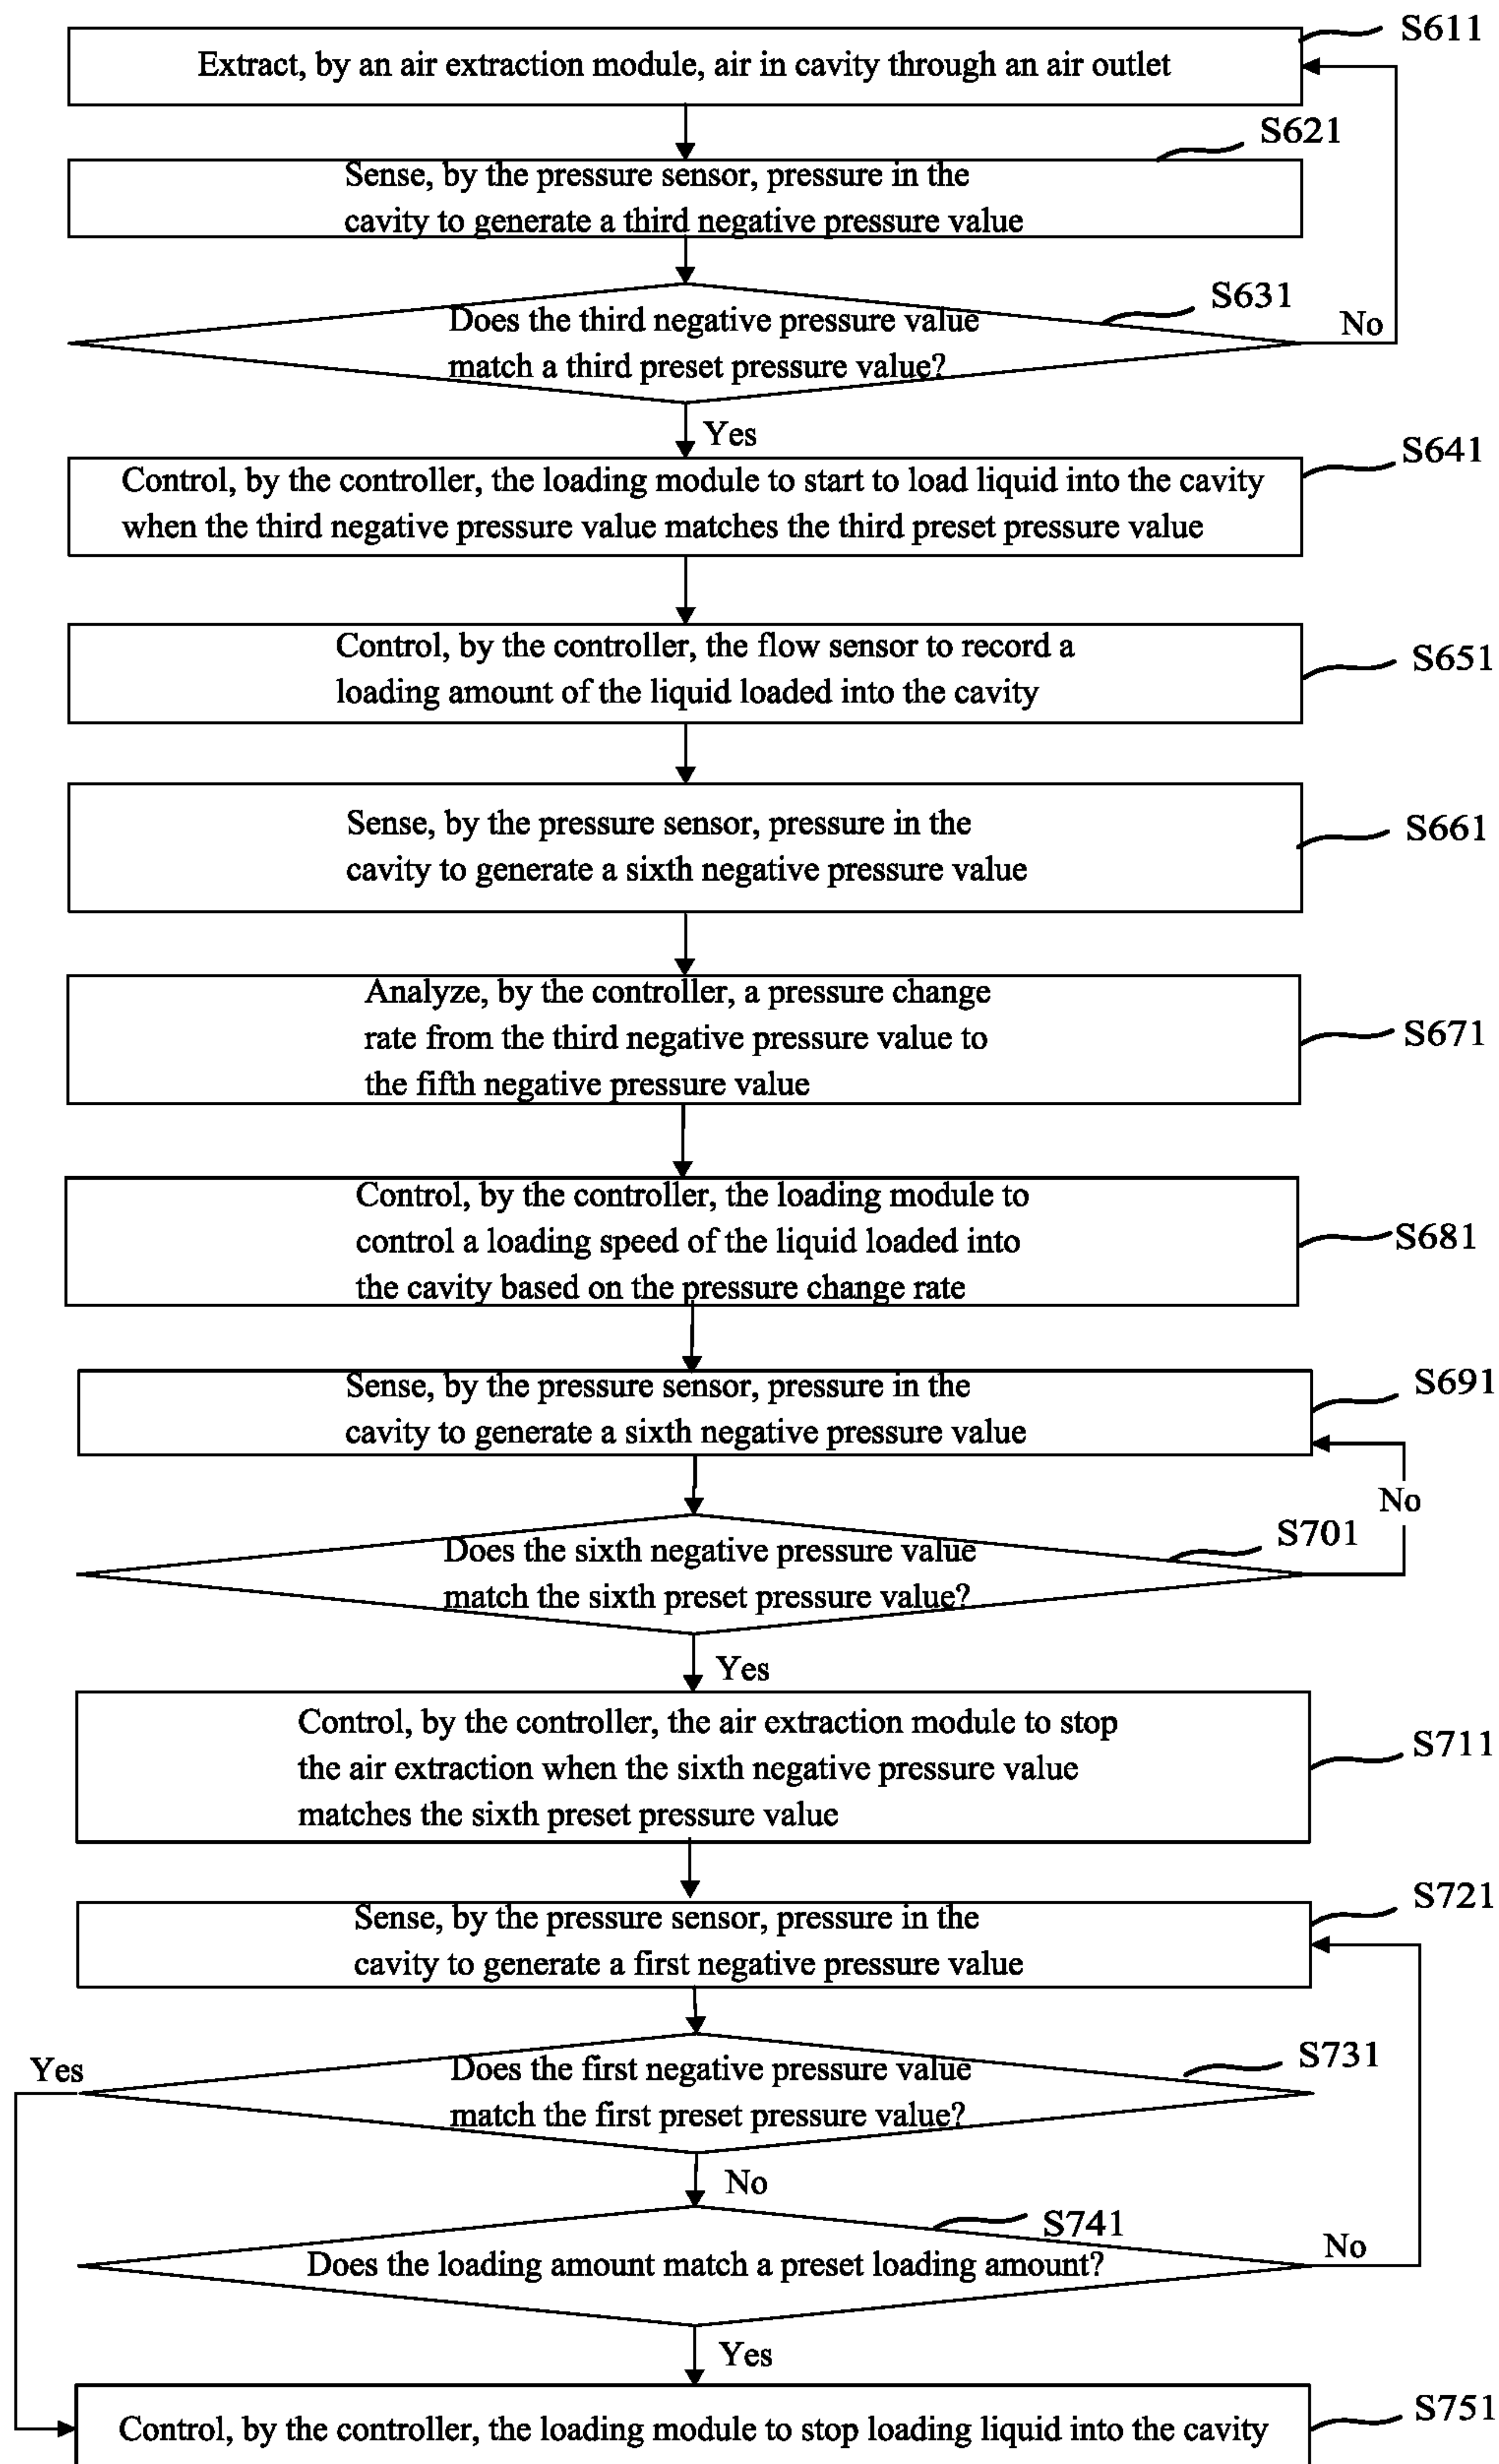 S611
Extract, by an air extraction module, air in cavity through an air outlet
S621
Sense, by the pressure sensor, pressure in the
cavity to generate a third negative pressure value
S631
Does the third negative pressure value
match a third preset pressure value?
No
Yes
S641
Control, by the controller, the loading module to start to load liquid into the cavity
when the third negative pressure value matches the third preset pressure value
Control, by the controller, the flow sensor to record a
loading amount of the liquid loaded into the cavity
S651
Sense, by the pressure sensor, pressure in the
cavity to generate a sixth negative pressure value
S661
Analyze, by the controller, a pressure change
rate from the third negative pressure value to
the fifth negative pressure value
S671
Control, by the controller, the loading module to
control a loading speed of the liquid loaded into
the cavity based on the pressure change rate
S681
Sense, by the pressure sensor, pressure in the
cavity to generate a sixth negative pressure value
S691
No
S701
Does the sixth negative pressure value
match the sixth preset pressure value?
Yes
Control, by the controller, the air extraction module to stop
the air extraction when the sixth negative pressure value
matches the sixth preset pressure value
S711
S721
Sense, by the pressure sensor, pressure in the
cavity to generate a first negative pressure value
Yes
S731
Does the first negative pressure value
match the first preset pressure value?
No
S741
Does the loading amount match a preset loading amount?
No
Yes
S751
Control, by the controller, the loading module to stop loading liquid into the cavity